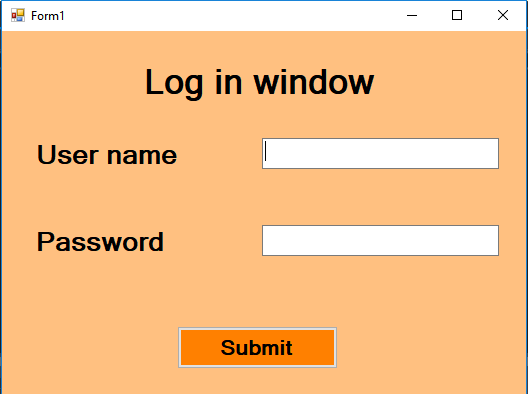 Form1
Log in window
User name
Password
Submit